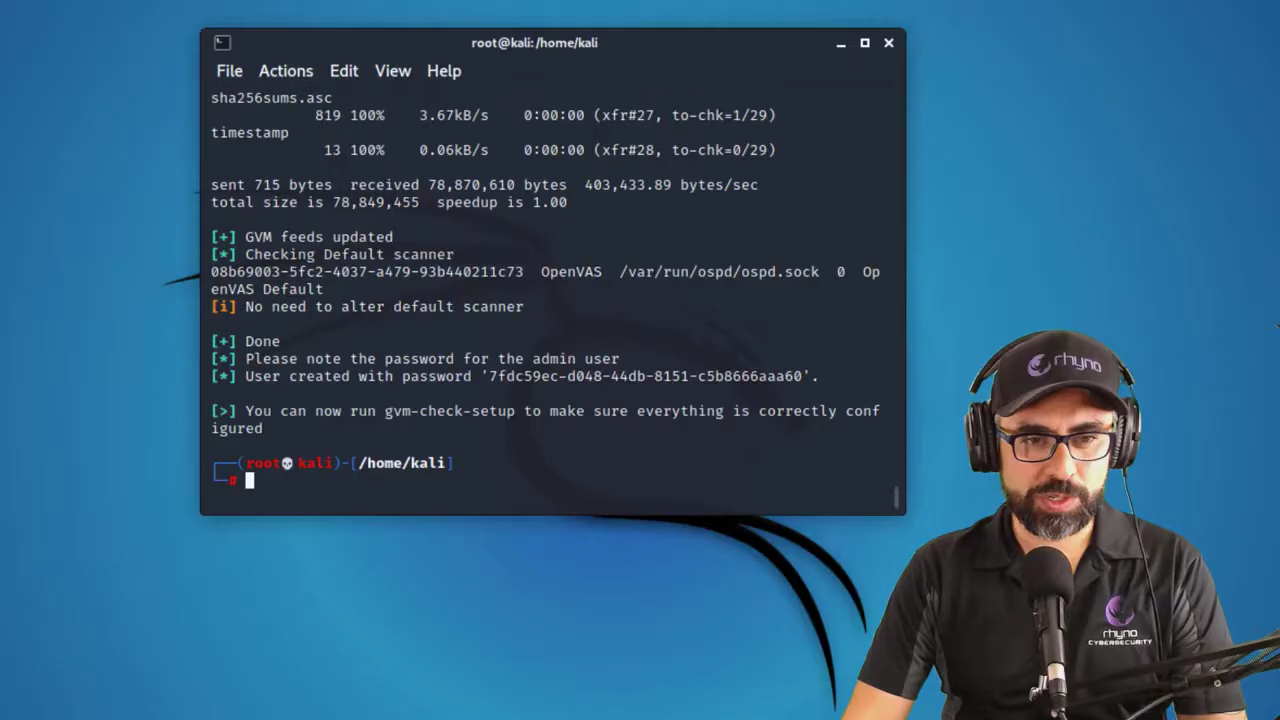 root@kali: /home/kali
File Actions Edit View Help
sha256sums.asc
819 100% 3.67kB/s 0:00:00 (xfr#27, to-chk=1/29)
timestamp
13 100% 0.06kB/s 0:00:00 (xfr#28, to-chk=0/29)
sent 715 bytes received 78,870,610 bytes 403,433.89 bytes/sec
total size is 78,849,455 speedup is 1.00
[+] GVM feeds updated
[*] Checking Default scanner
08b69003-5fc2-4037-a479-93b440211c73 OpenVAS /var/run/ospd/ospd.sock 0 Op
enVAS Default
[i] No need to alter default scanner
[+] Done
[*] Please note the password for the admin user
[*] User created with password '7fdc59ec-d048-44db-8151-c5b8666aaa60'.
[>] You can now run gvm-check-setup to make sure everything is correctly conf
igured
┌──(root💀kali)-[/home/kali]
└─#
rhyno
rhyno
CYBERSECURITY